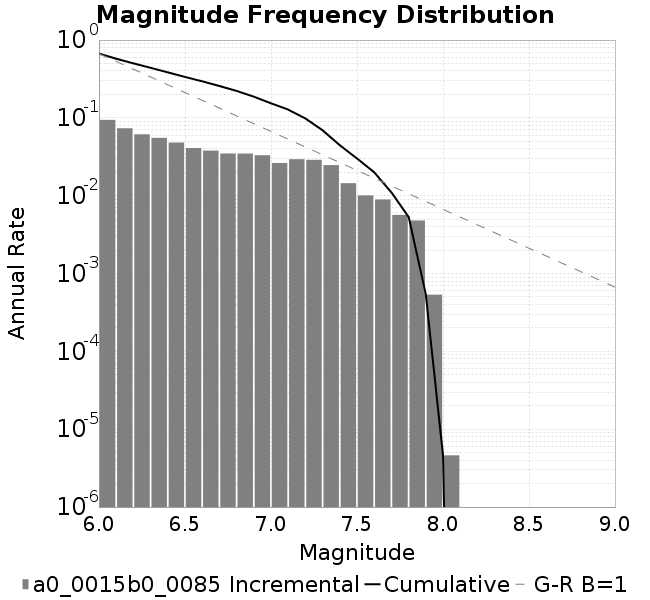 Magnitude Frequency Distribution
10^0
10^-1
10^-2
10^-3
10^-4
10^-5
10^-6
Annual Rate
6.0 6.5 7.0 7.5 8.0 8.5 9.0
Magnitude
a0_0015b0_0085 Incremental Cumulative G-R B=1